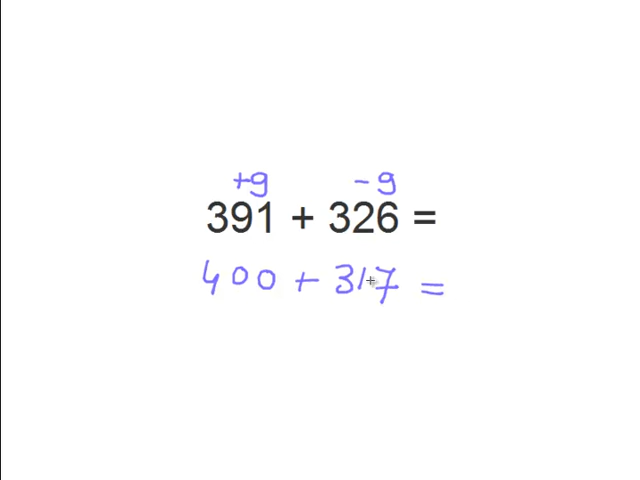 +9 -9
391 + 326 =
400 + 317 =